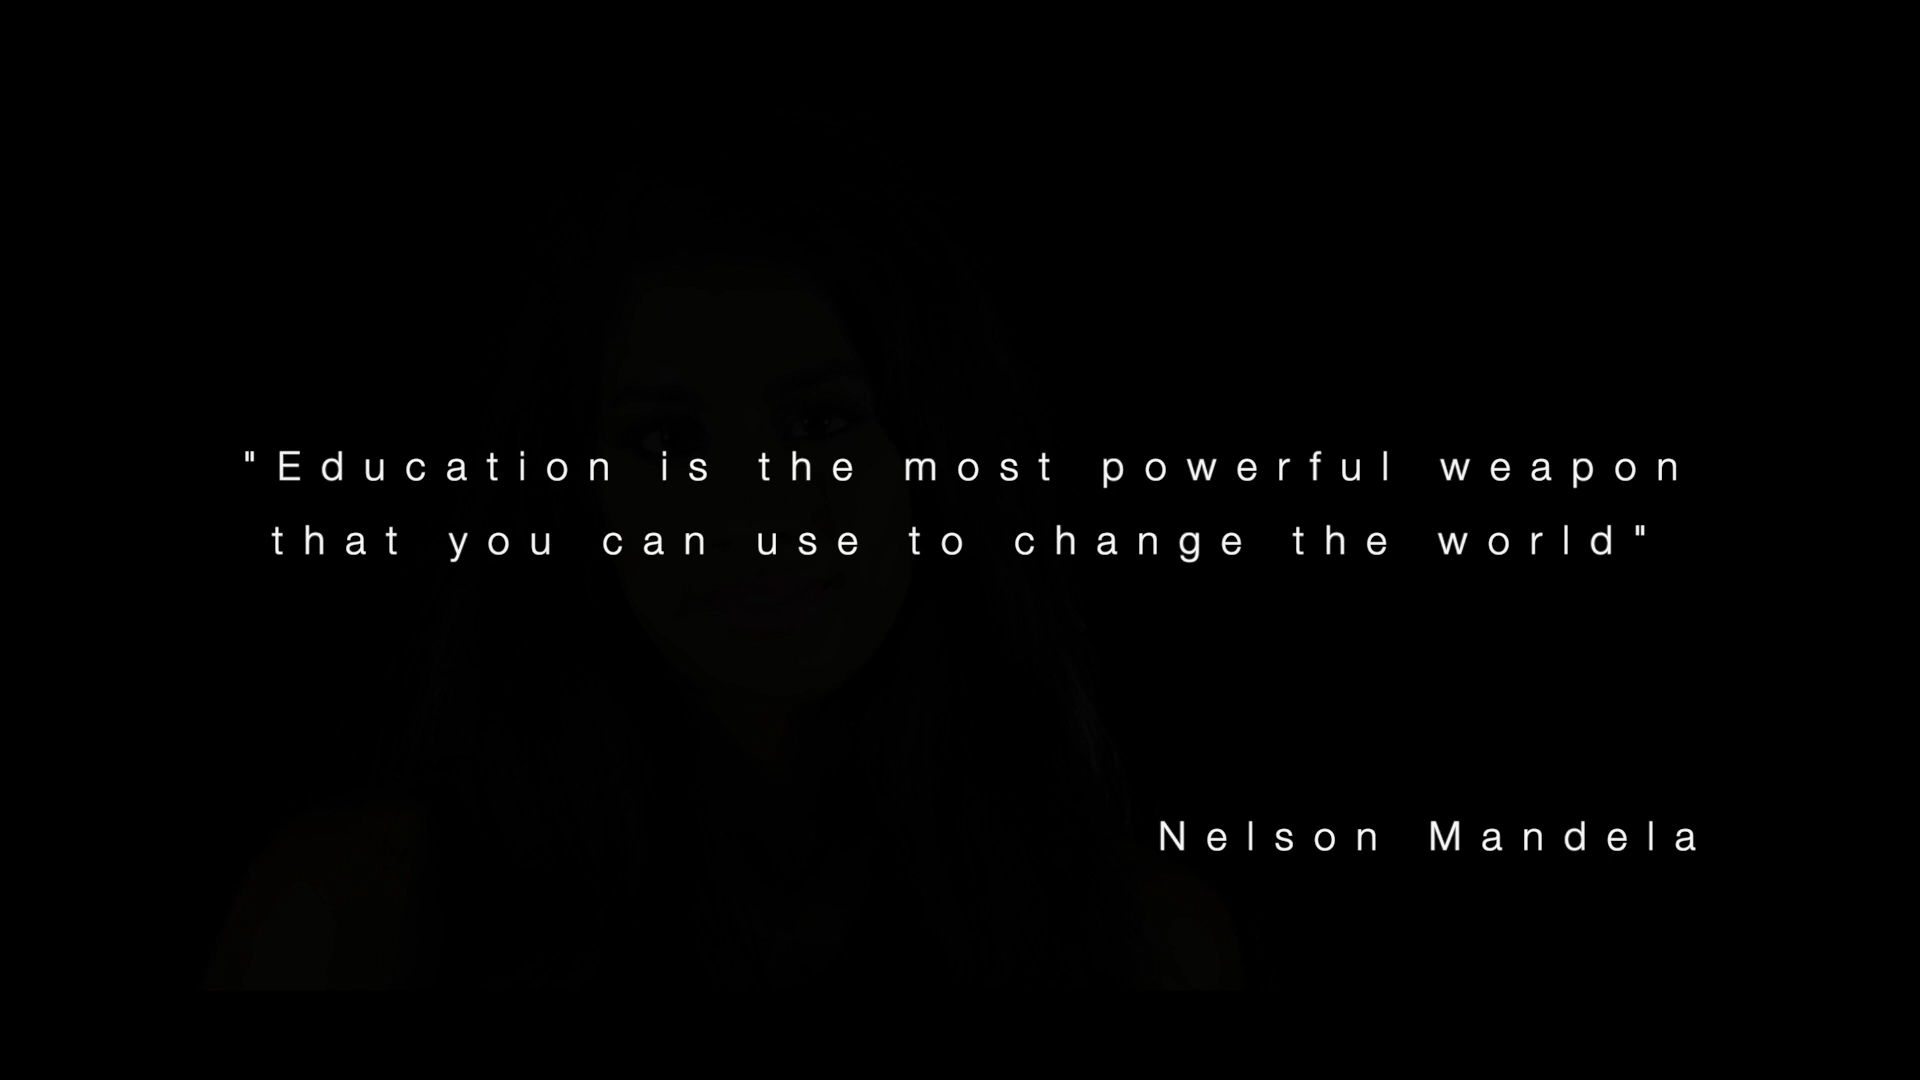 "Education is the most powerful weapon
that you can use to change the world"
Nelson Mandela